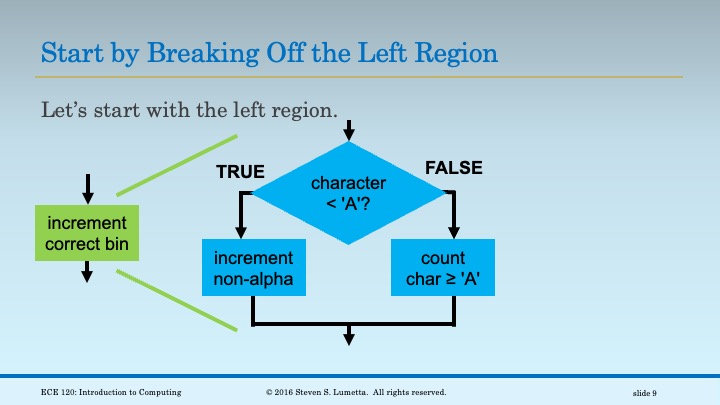 Start by Breaking Off the Left Region
Let's start with the left region.
TRUE
FALSE
character
< 'A'?
increment
correct bin
increment
non-alpha
count
char ≥ 'A'
ECE 120: Introduction to Computing
© 2016 Steven S. Lumetta. All rights reserved.
slide 9